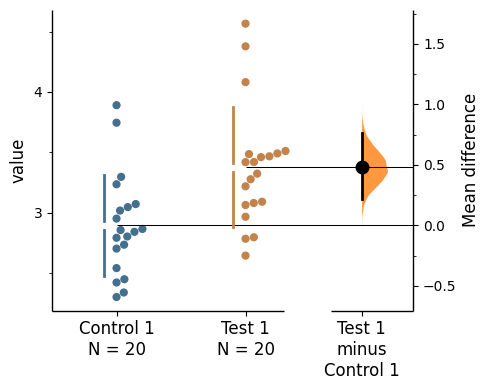 value
4
3
1.5
1.0
0.5
0.0
−0.5
Mean difference
Control 1
N = 20
Test 1
N = 20
Test 1
minus
Control 1